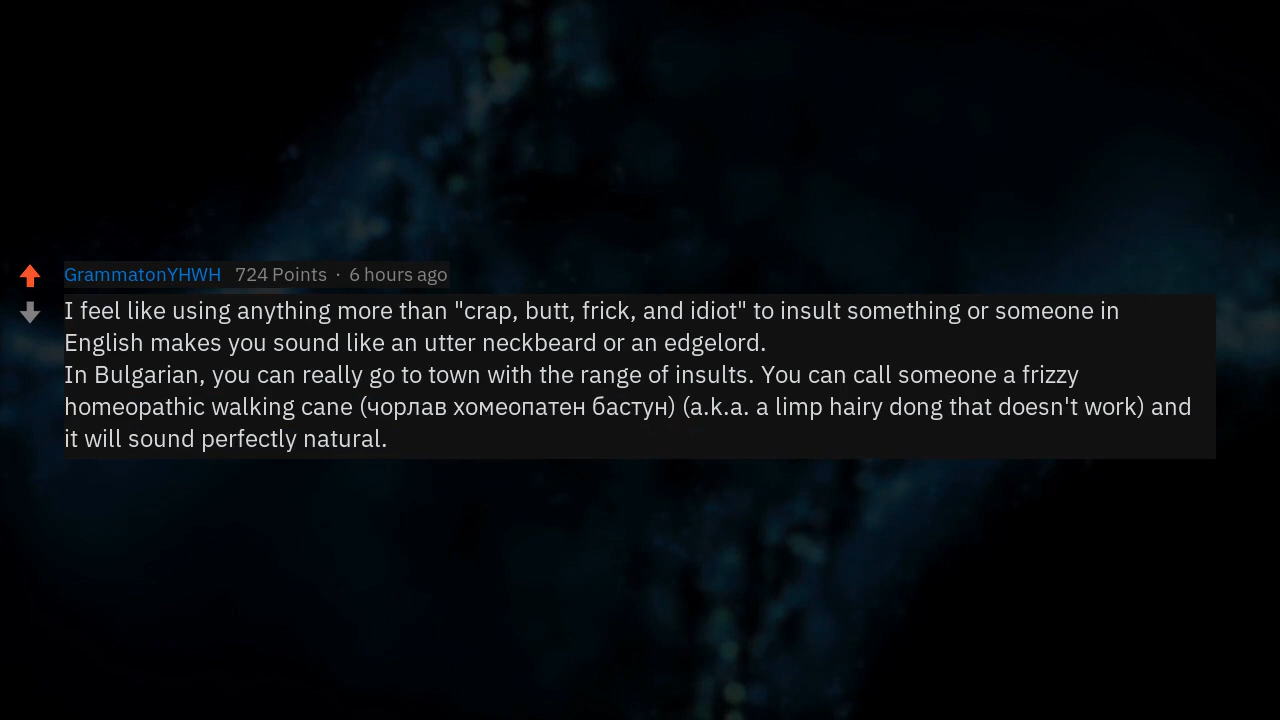 GrammatonYHWH 724 Points · 6 hours ago
I feel like using anything more than "crap, butt, frick, and idiot" to insult something or someone in
English makes you sound like an utter neckbeard or an edgelord.
In Bulgarian, you can really go to town with the range of insults. You can call someone a frizzy
homeopathic walking cane (чорлав хомеопатен бастун) (a.k.a. a limp hairy dong that doesn't work) and
it will sound perfectly natural.